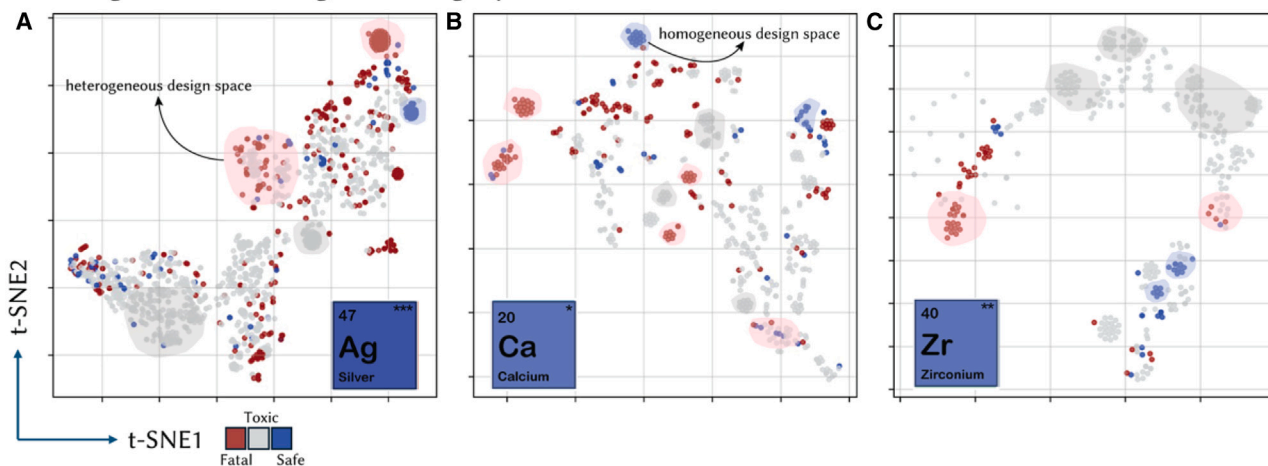 A
B
C
heterogeneous design space
homogeneous design space
t-SNE2
47
***
Ag
Silver
20
*
Ca
Calcium
40
**
Zr
Zirconium
t-SNE1
Toxic
Fatal
Safe